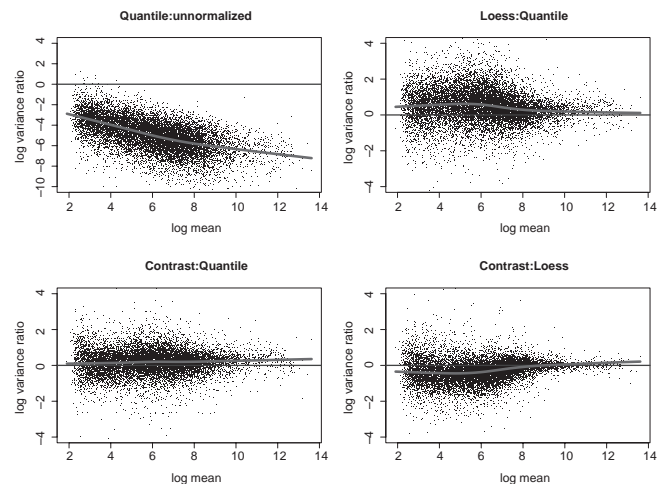 Quantile:unnormalized
log variance ratio
4
2
0
−2
−4
−6
−8
−10
2 4 6 8 10 12 14
log mean
Loess:Quantile
log variance ratio
4
2
0
−2
−4
2 4 6 8 10 12 14
log mean
Contrast:Quantile
log variance ratio
4
2
0
−2
−4
2 4 6 8 10 12 14
log mean
Contrast:Loess
log variance ratio
4
2
0
−2
−4
2 4 6 8 10 12 14
log mean